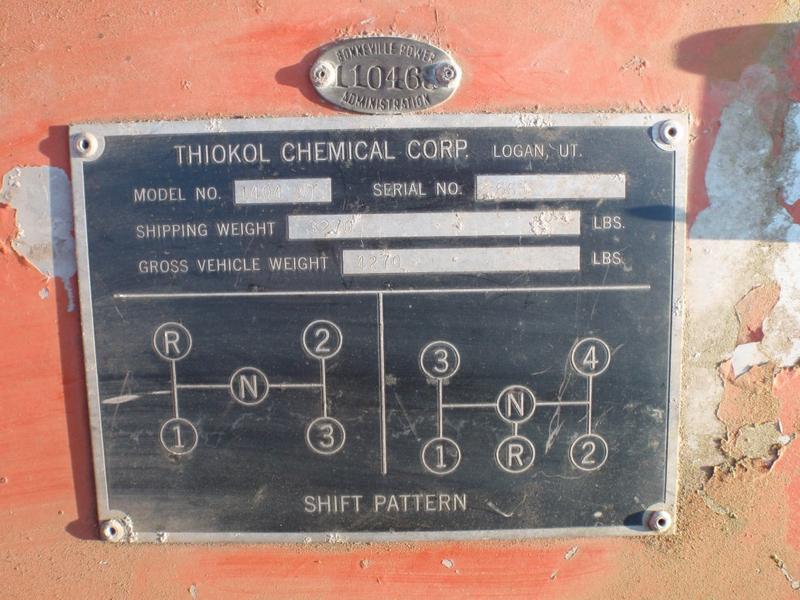 BONNEVILLE POWER
ADMINISTRATION
THIOKOL CHEMICAL CORP. LOGAN, UT.
MODEL NO. SERIAL NO.
SHIPPING WEIGHT LBS.
GROSS VEHICLE WEIGHT 4270 LBS.
R 2
N
1 3
3 4
N
1 R 2
SHIFT PATTERN